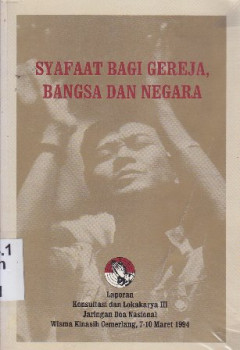 SYAFAAT BAGI GEREJA,
BANGSA DAN NEGARA
.1
n
Laporan
Konsultasi dan Lokakarya III
Jaringan Doa Nasional
Wisma Kinasih Cemerlang, 7-10 Maret 1994